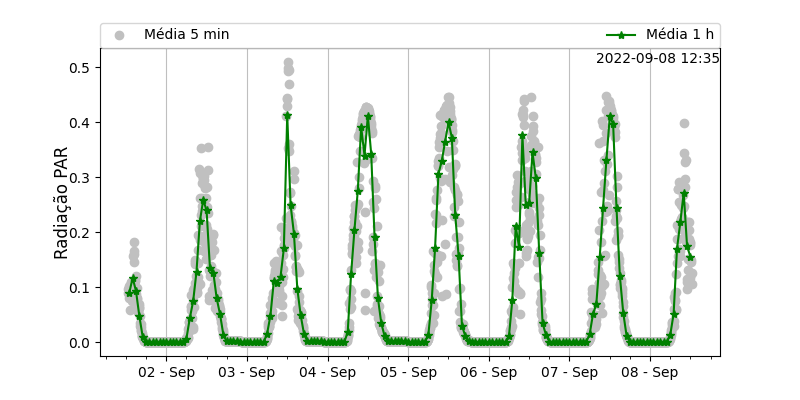 Média 5 min
Média 1 h
2022-09-08 12:35
Radiação PAR
0.5
0.4
0.3
0.2
0.1
0.0
02 - Sep
03 - Sep
04 - Sep
05 - Sep
06 - Sep
07 - Sep
08 - Sep